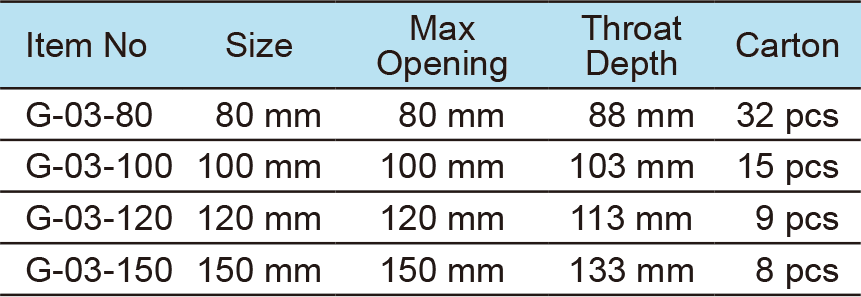 Item No Size Max Opening Throat Depth Carton
G-03-80 80 mm 80 mm 88 mm 32 pcs
G-03-100 100 mm 100 mm 103 mm 15 pcs
G-03-120 120 mm 120 mm 113 mm 9 pcs
G-03-150 150 mm 150 mm 133 mm 8 pcs